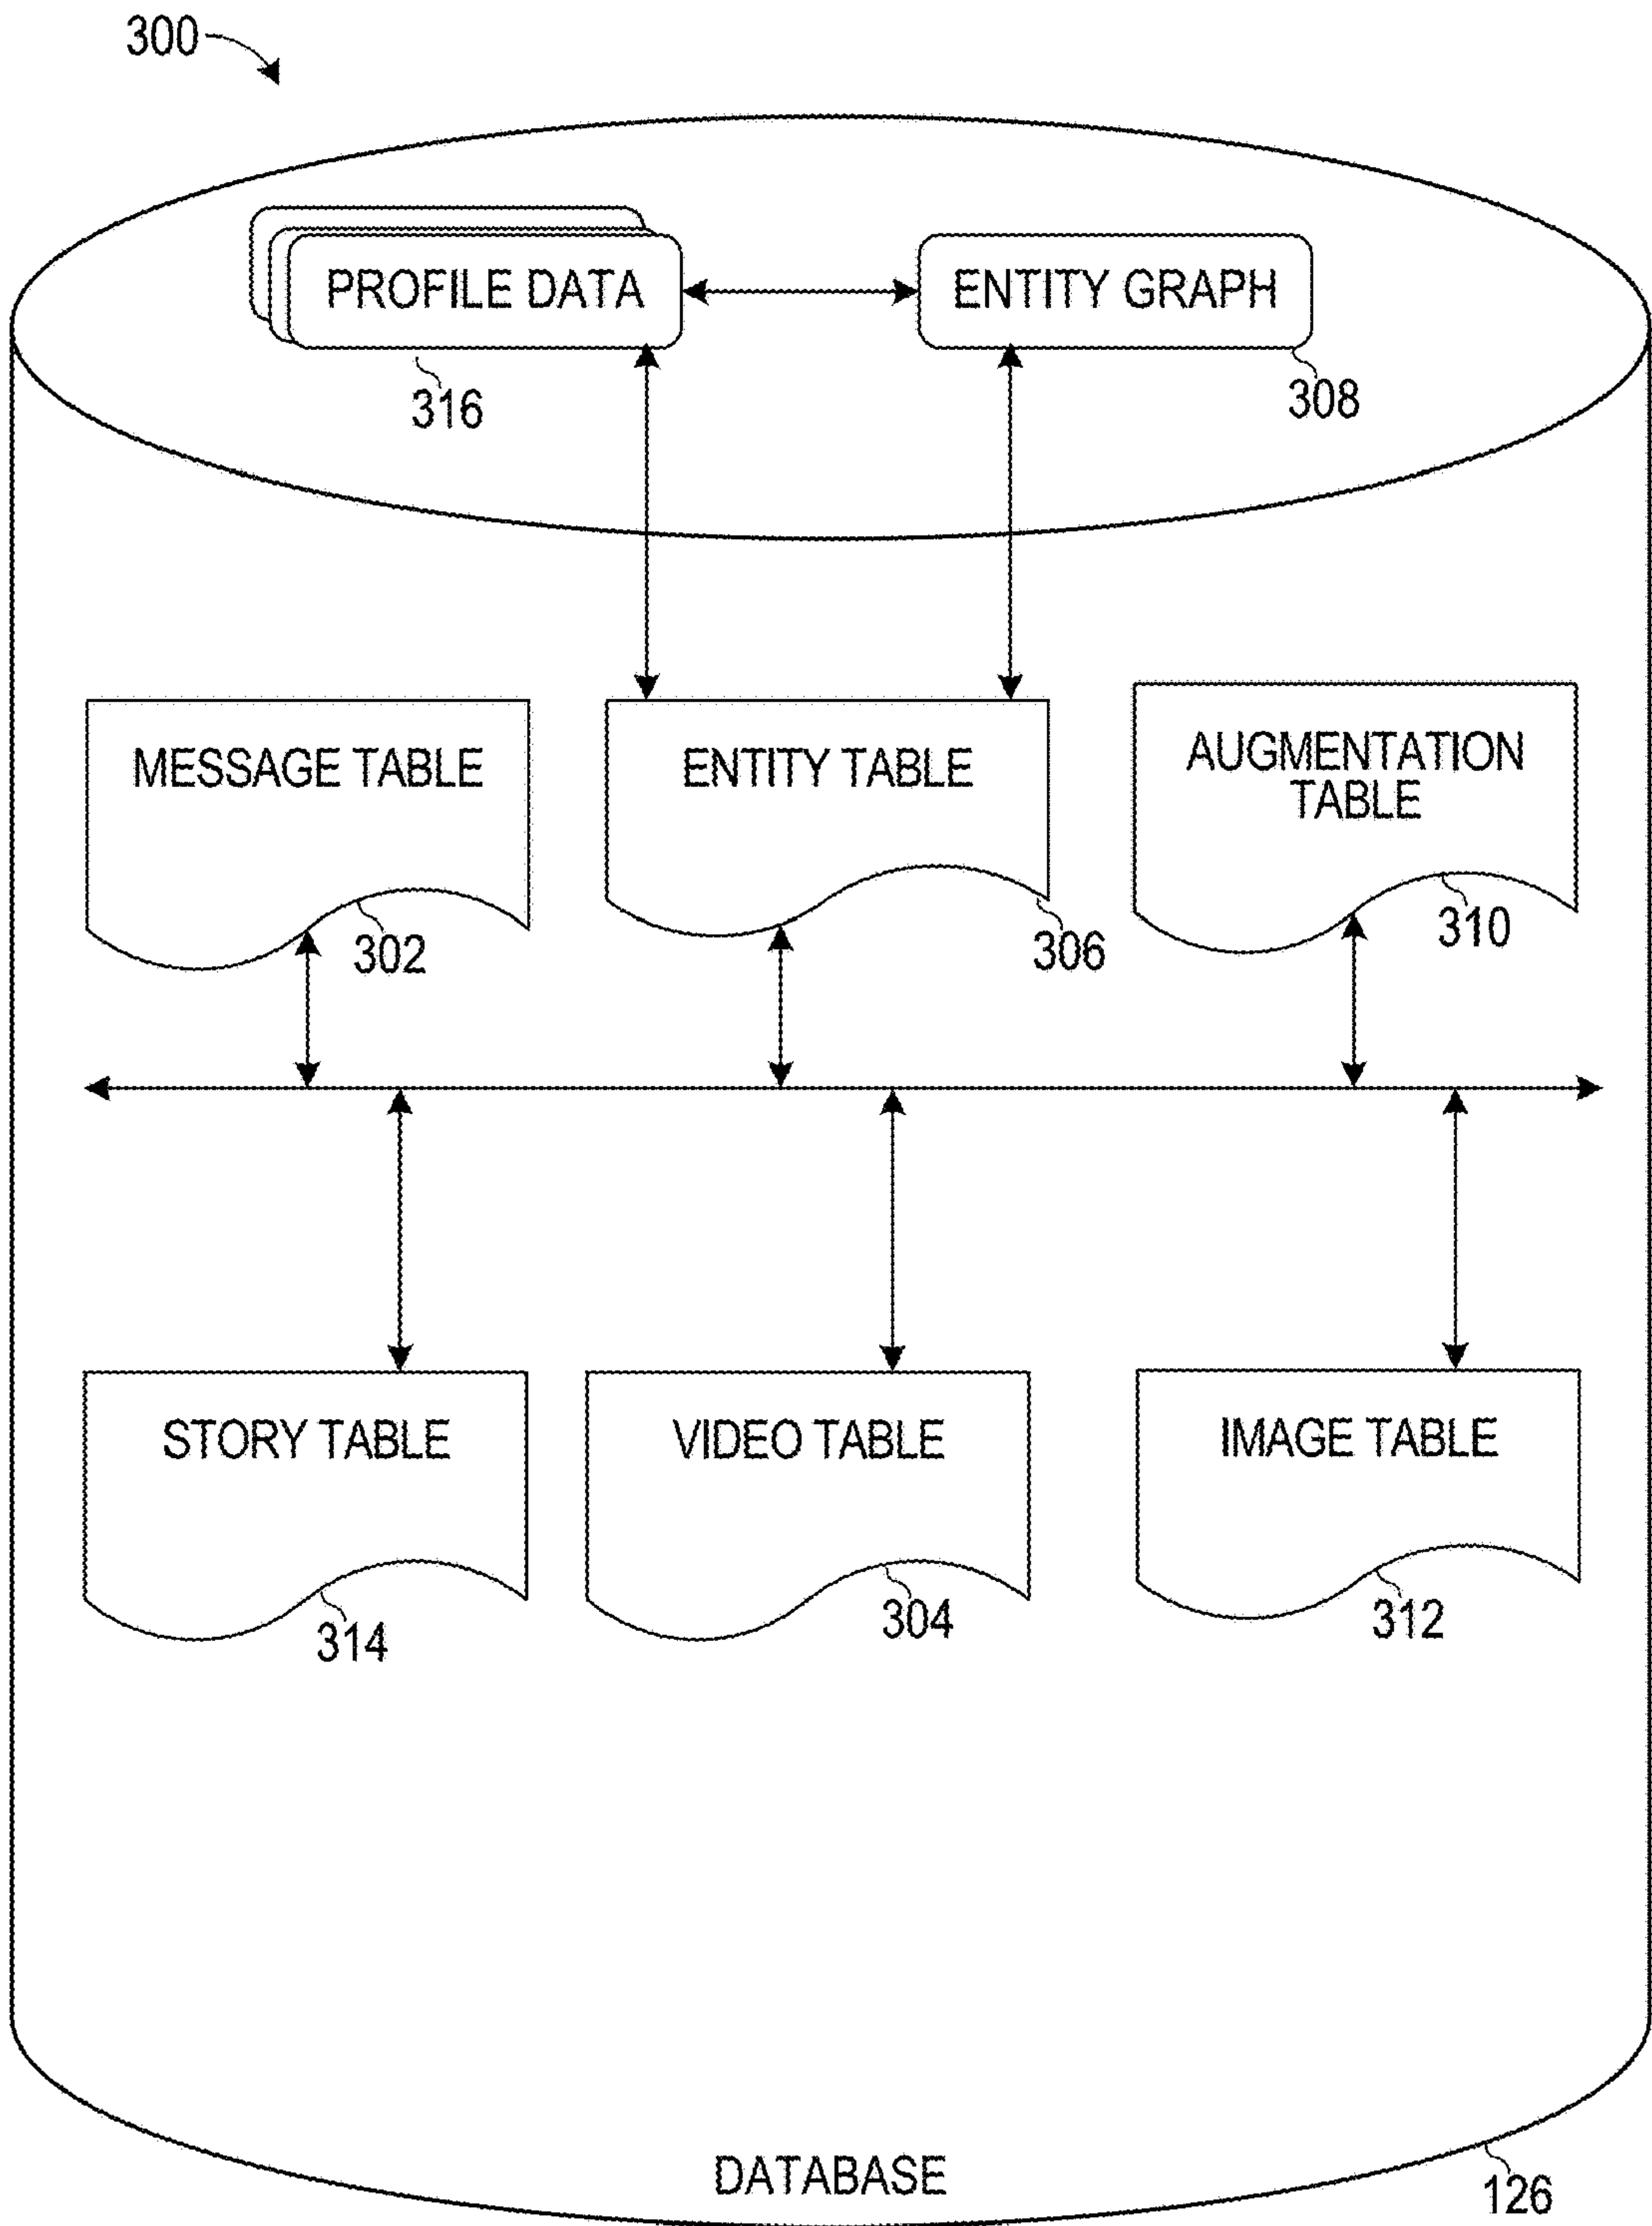 300
PROFILE DATA
ENTITY GRAPH
316
308
MESSAGE TABLE
ENTITY TABLE
AUGMENTATION
TABLE
302
306
310
STORY TABLE
VIDEO TABLE
IMAGE TABLE
314
304
312
DATABASE
126